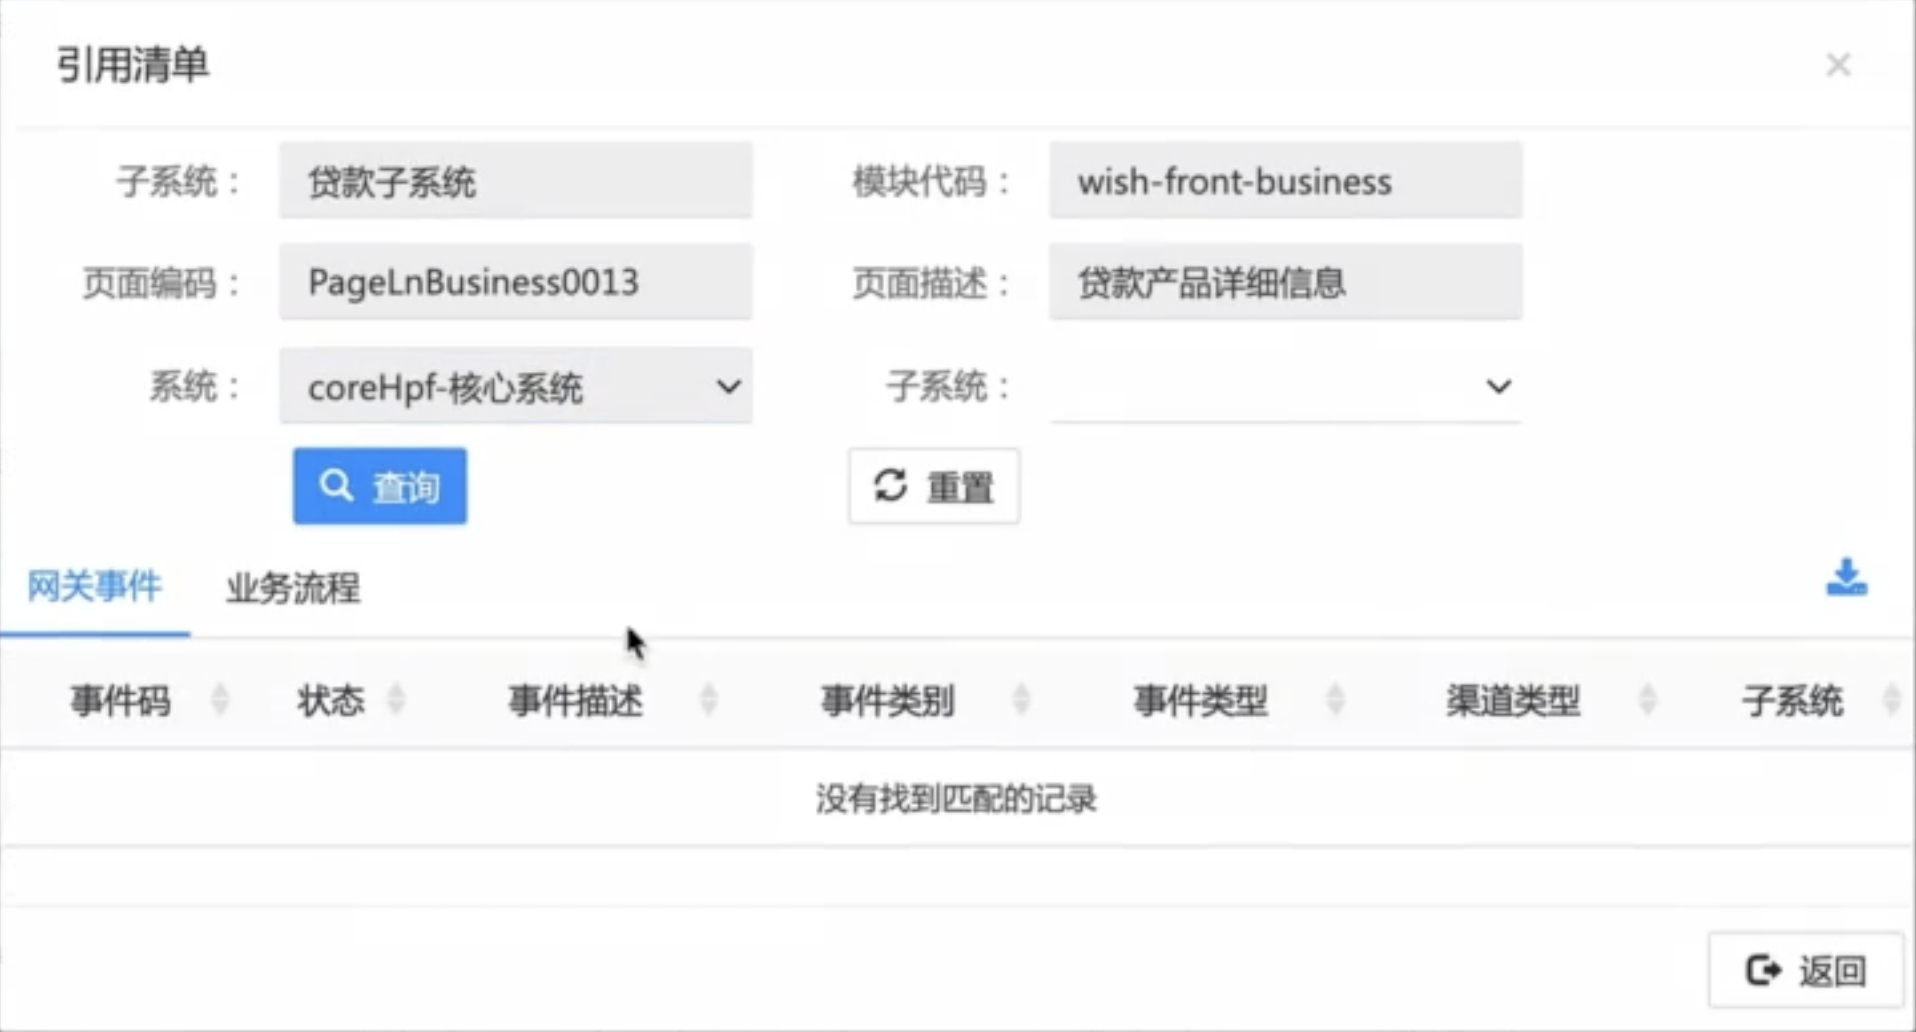 引用清单
子系统： 贷款子系统 模块代码： wish-front-business
页面编码： PageLnBusiness0013 页面描述： 贷款产品详细信息
系统： coreHpf-核心系统 子系统：
查询 重置
网关事件 业务流程
事件码 状态 事件描述 事件类别 事件类型 渠道类型 子系统
没有找到匹配的记录
返回